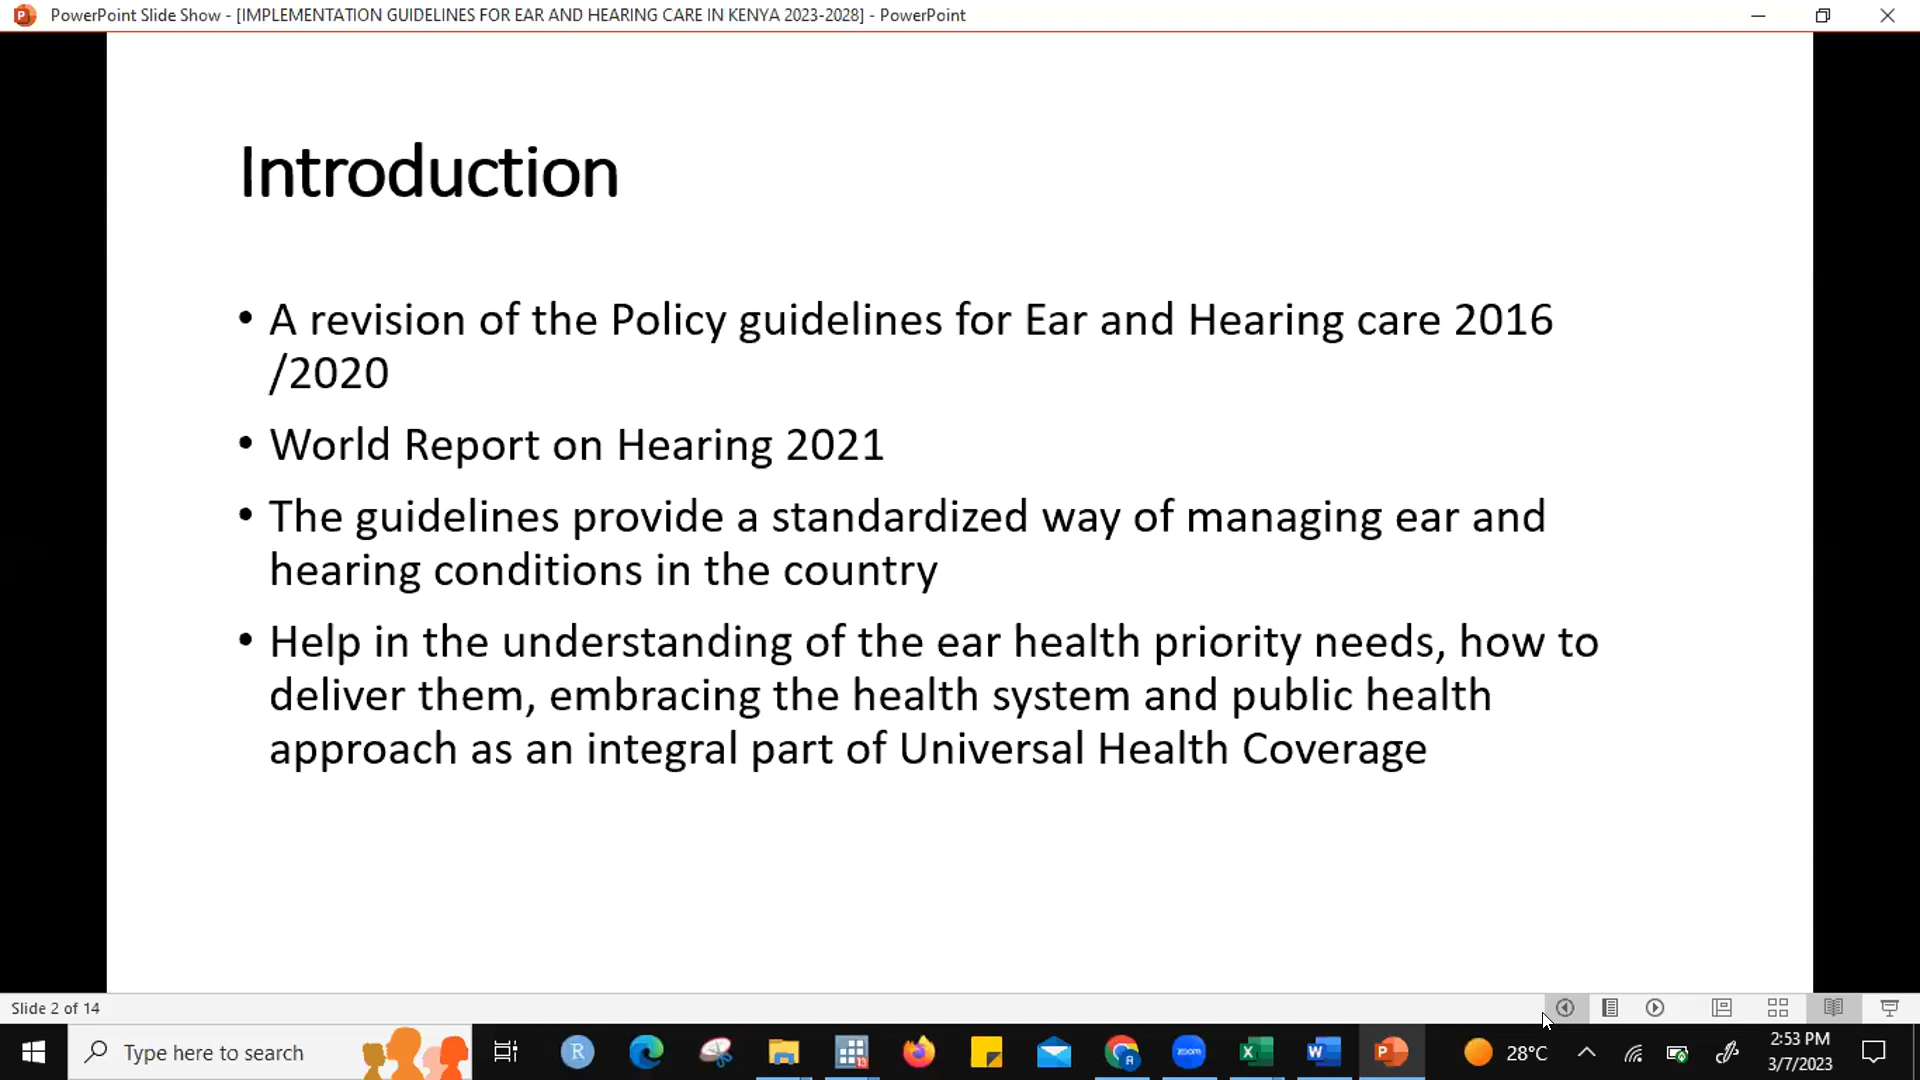 PowerPoint Slide Show - [IMPLEMENTATION GUIDELINES FOR EAR AND HEARING CARE IN KENYA 2023-2028] - PowerPoint
Introduction
• A revision of the Policy guidelines for Ear and Hearing care 2016
/2020
• World Report on Hearing 2021
• The guidelines provide a standardized way of managing ear and
hearing conditions in the country
• Help in the understanding of the ear health priority needs, how to
deliver them, embracing the health system and public health
approach as an integral part of Universal Health Coverage
Slide 2 of 14
Type here to search
R
13
R
zoom
X
W
P
28°C
2:53 PM
3/7/2023